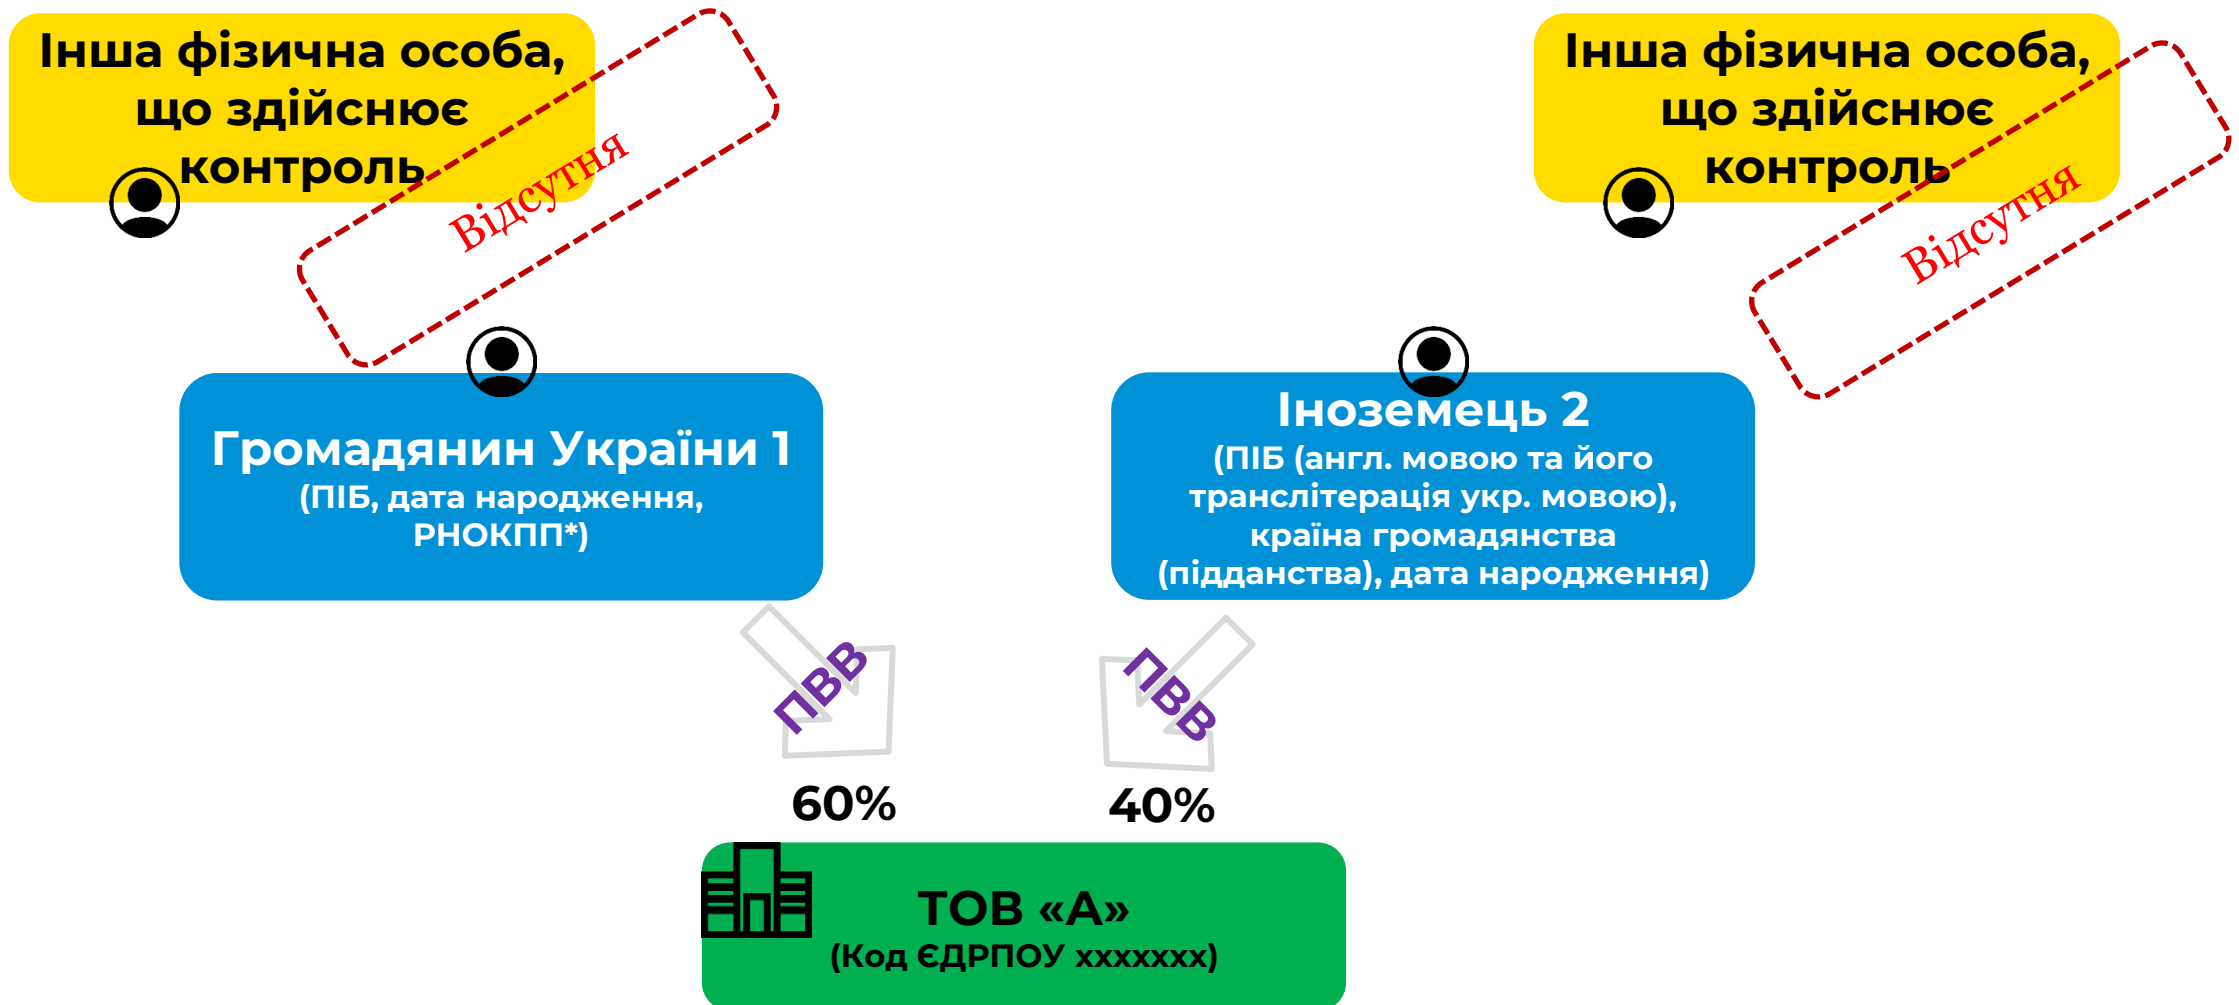 Інша фізична особа,
що здійснює
контроль
Відсутня
Інша фізична особа,
що здійснює
контроль
Відсутня
Громадянин України 1
(ПІБ, дата народження,
РНОКПП*)
Іноземець 2
(ПІБ (англ. мовою та його
транслітерація укр. мовою),
країна громадянства
(підданства), дата народження)
ПВВ
ПВВ
60%
40%
ТОВ «А»
(Код ЄДРПОУ хххххххх)